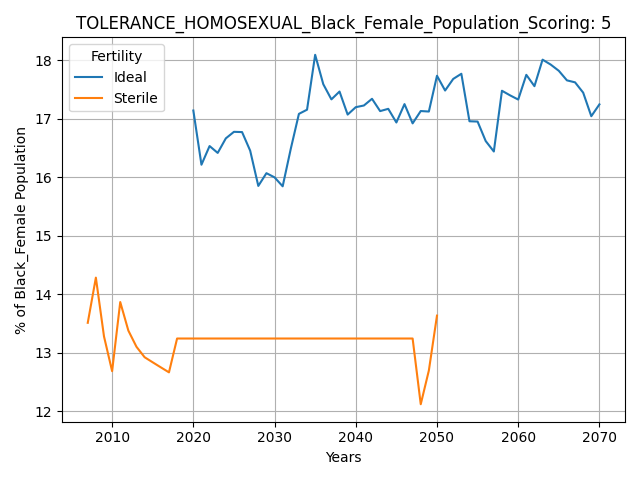 TOLERANCE_HOMOSEXUAL_Black_Female_Population_Scoring: 5
Fertility
Ideal
Sterile
% of Black_Female Population
18
17
16
15
14
13
12
2010 2020 2030 2040 2050 2060 2070
Years